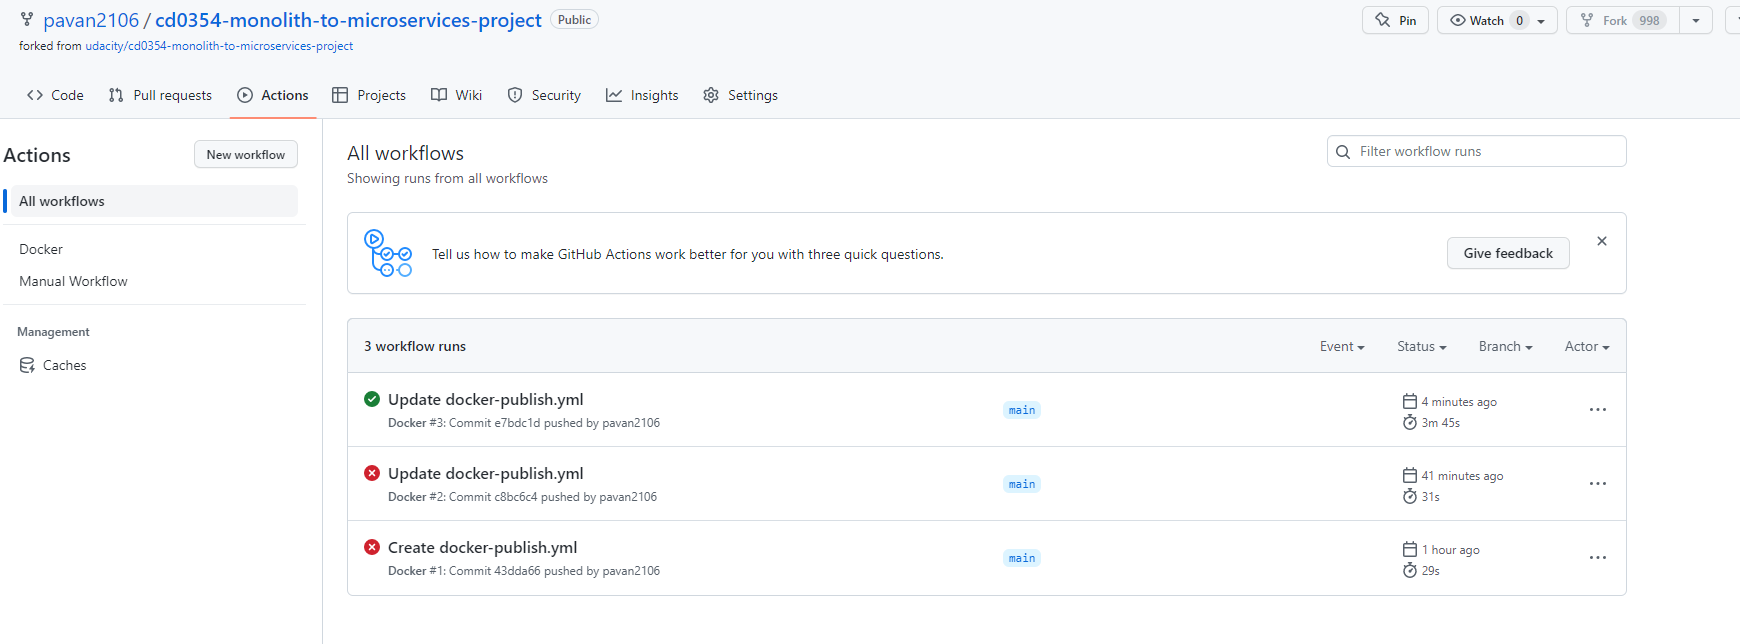 pavan2106 / cd0354-monolith-to-microservices-project Public Pin Watch 0 Fork 998
forked from udacity/cd0354-monolith-to-microservices-project
Code Pull requests Actions Projects Wiki Security Insights Settings
Actions
New workflow
All workflows
Docker
Manual Workflow
Management
Caches
All workflows
Showing runs from all workflows
Filter workflow runs
Tell us how to make GitHub Actions work better for you with three quick questions.
Give feedback
3 workflow runs Event Status Branch Actor
Update docker-publish.yml
Docker #3: Commit e7bdc1d pushed by pavan2106
main
4 minutes ago
3m 45s
Update docker-publish.yml
Docker #2: Commit c8bc6c4 pushed by pavan2106
main
41 minutes ago
31s
Create docker-publish.yml
Docker #1: Commit 43dda66 pushed by pavan2106
main
1 hour ago
29s